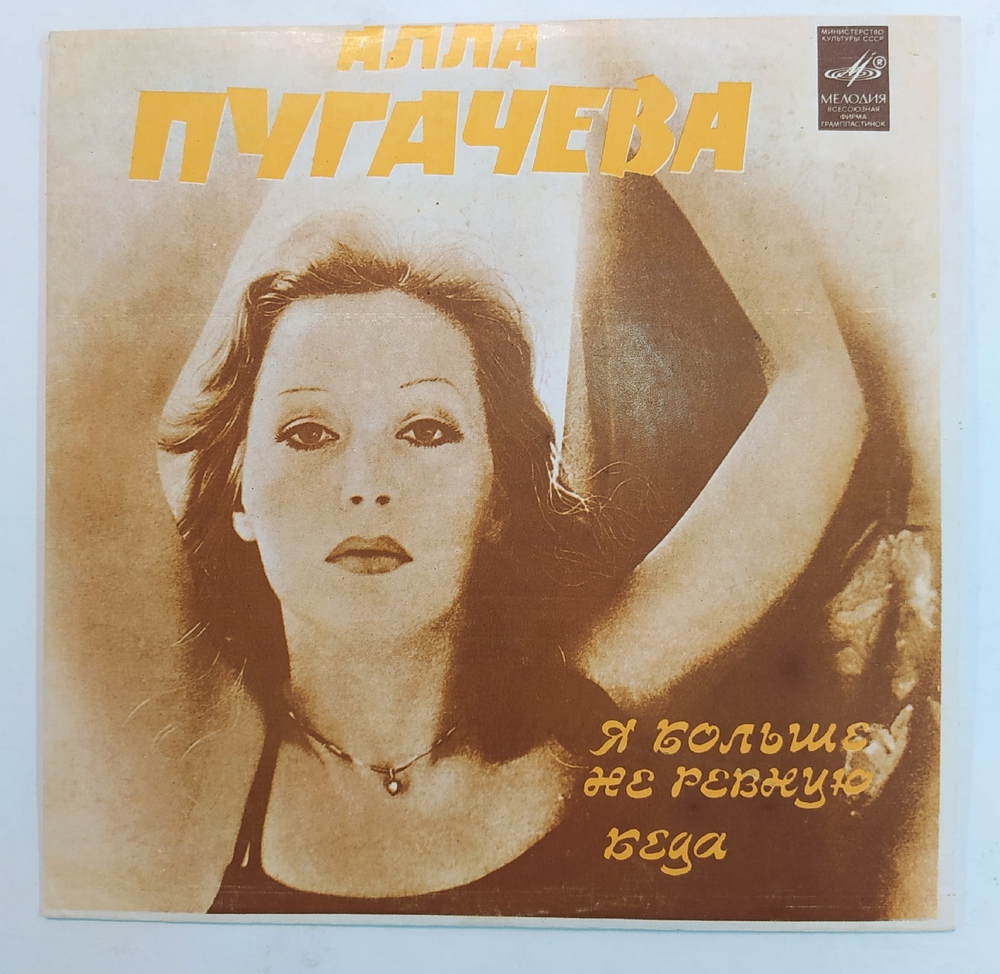 АЛЛА
ПУГАЧЕВА
МИНИСТЕРСТВО
КУЛЬТУРЫ СССР
®
МЕЛОДИЯ
ВСЕСОЮЗНАЯ
ФИРМА
ГРАМПЛАСТИНОК
Я БОЛЬШЕ
НЕ РЕВНУЮ
БЕДА